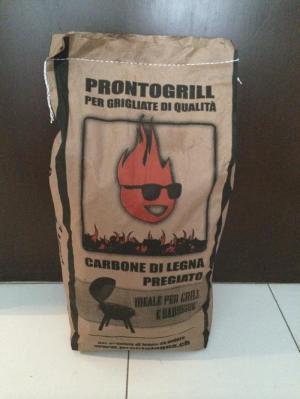 PRONTOGRILL
PER GRIGLIATE DI QUALITÀ
CARBONE DI LEGNA
PREGIATO
IDEALE PER GRILL
E BARBECUE
www.prontolegna.ch